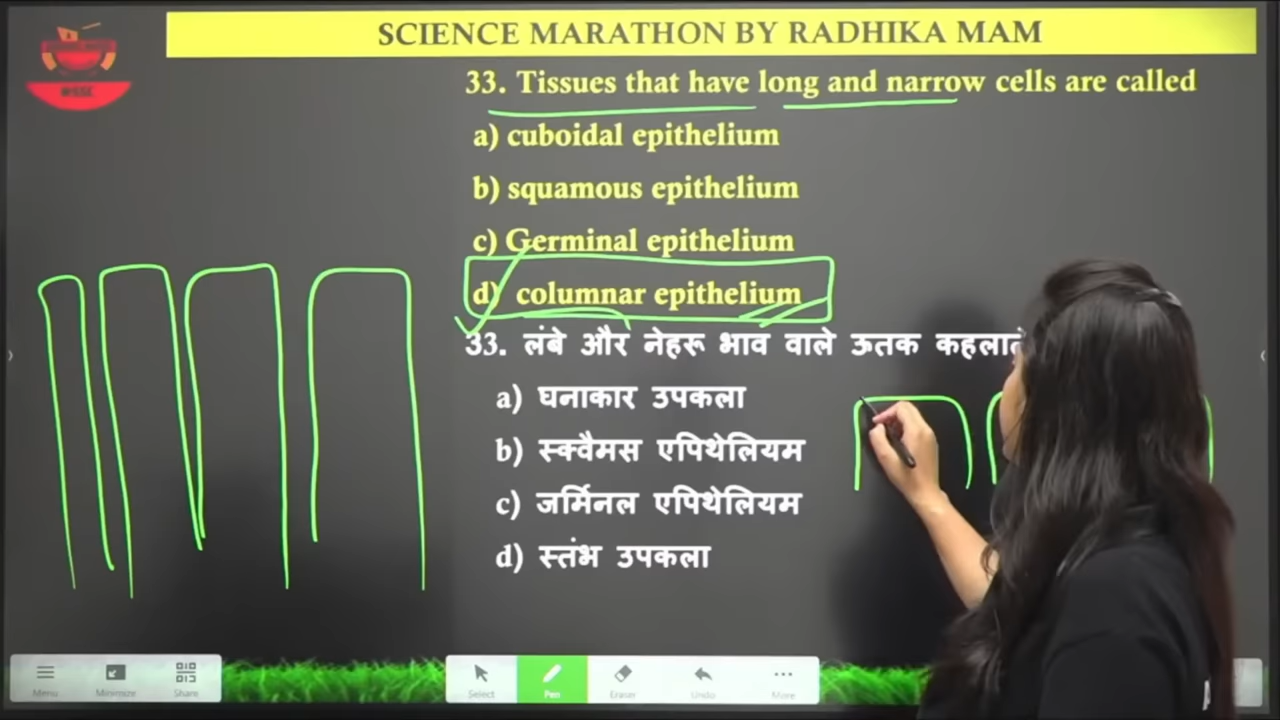 SCIENCE MARATHON BY RADHIKA MAM
33. Tissues that have long and narrow cells are called
a) cuboidal epithelium
b) squamous epithelium
c) Germinal epithelium
d) columnar epithelium
33. लंबे और नेहरू भाव वाले ऊतक कहलाते
a) घनाकार उपकला
b) स्क्वैमस एपिथेलियम
c) जर्मिनल एपिथेलियम
d) स्तंभ उपकला
Menu Minimize Share Select Pen Eraser Undo More